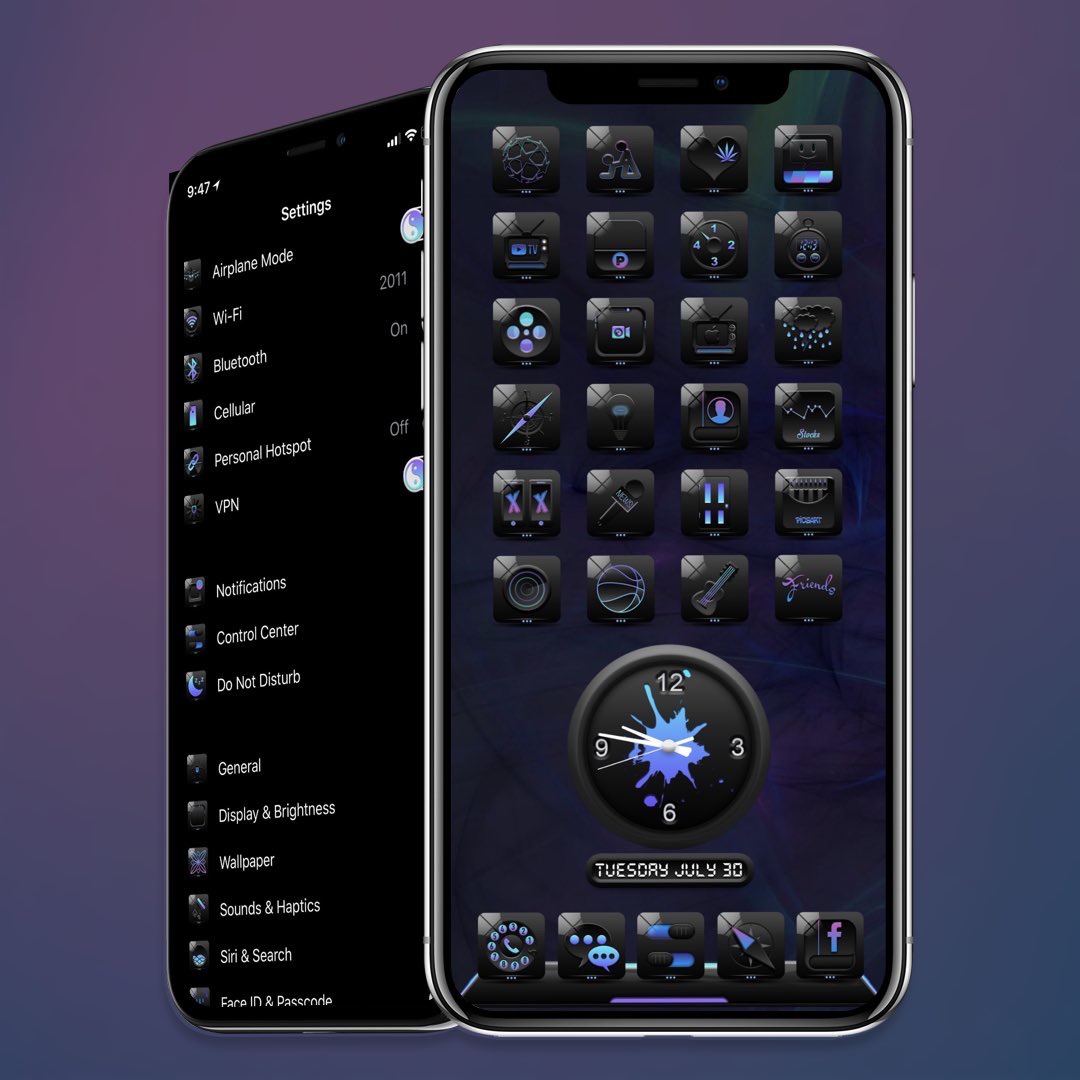 9:47
Settings
Airplane Mode
Wi-Fi
2011
Bluetooth
On
Cellular
Personal Hotspot
Off
VPN
Notifications
Control Center
Do Not Disturb
General
Display & Brightness
Wallpaper
Sounds & Haptics
Siri & Search
Face ID & Passcode
TV
P
1
4 2
3
12:43
Stocks
NEWS
X X
PICSART
Friends
12
9 3
6
TUESDAY JULY 30
f